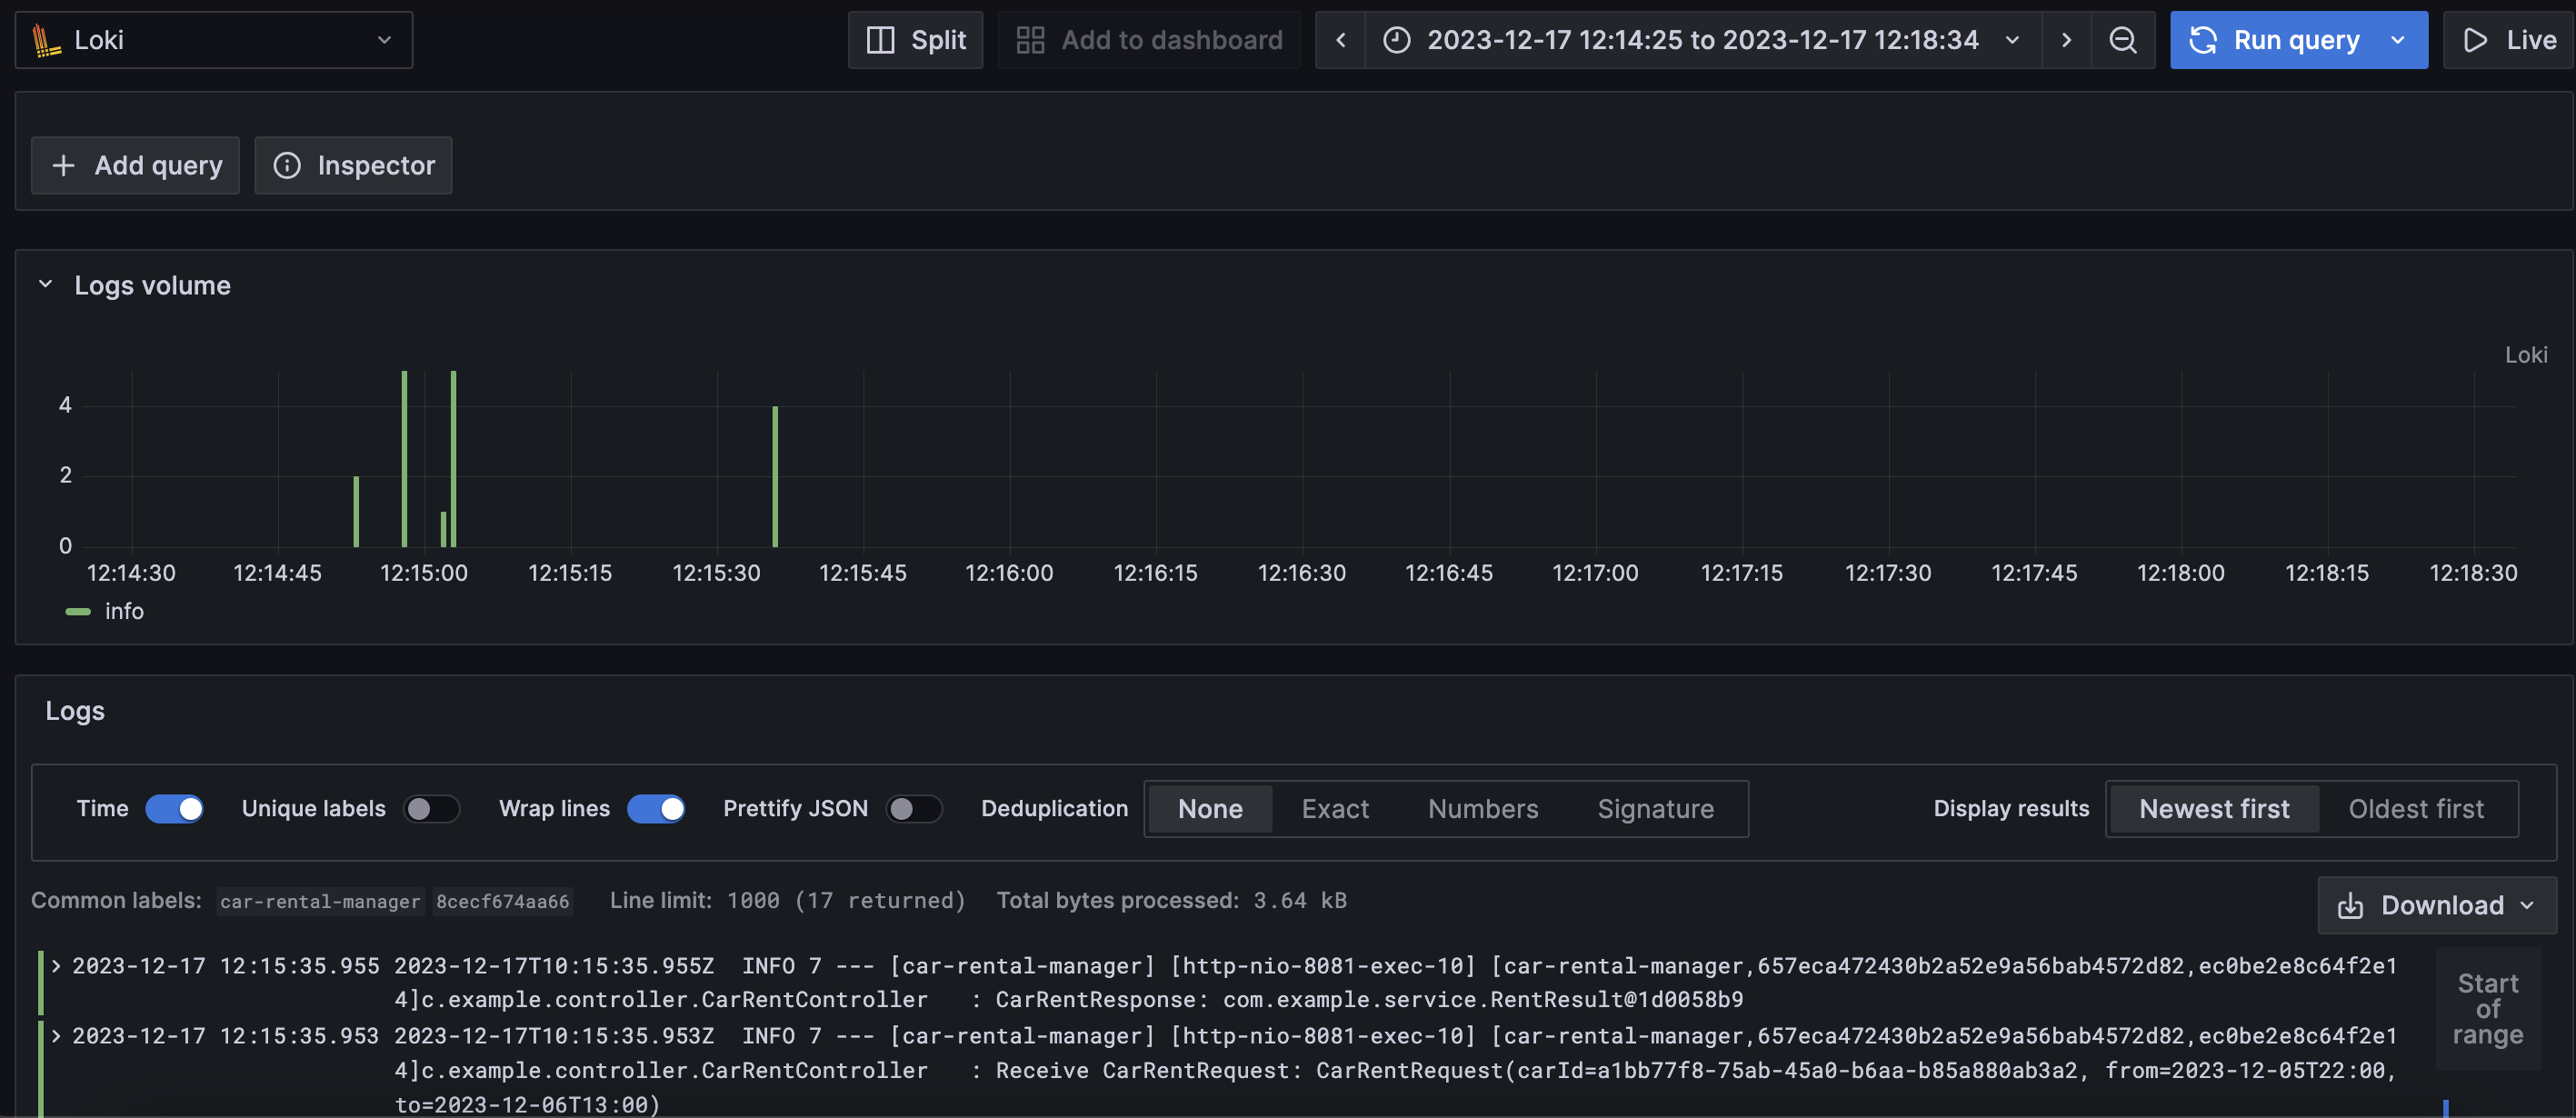 Loki
Split
Add to dashboard
2023-12-17 12:14:25 to 2023-12-17 12:18:34
Run query
Live
Add query
Inspector
Logs volume
Loki
4
2
0
12:14:30 12:14:45 12:15:00 12:15:15 12:15:30 12:15:45 12:16:00 12:16:15 12:16:30 12:16:45 12:17:00 12:17:15 12:17:30 12:17:45 12:18:00 12:18:15 12:18:30
info
Logs
Time Unique labels Wrap lines Prettify JSON Deduplication None Exact Numbers Signature Display results Newest first Oldest first
Common labels: car-rental-manager 8cecf674aa66 Line limit: 1000 (17 returned) Total bytes processed: 3.64 kB
Download
2023-12-17 12:15:35.955 2023-12-17T10:15:35.955Z INFO 7 --- [car-rental-manager] [http-nio-8081-exec-10] [car-rental-manager,657eca472430b2a52e9a56bab4572d82,ec0be2e8c64f2e1
4]c.example.controller.CarRentController : CarRentResponse: com.example.service.RentResult@1d0058b9
2023-12-17 12:15:35.953 2023-12-17T10:15:35.953Z INFO 7 --- [car-rental-manager] [http-nio-8081-exec-10] [car-rental-manager,657eca472430b2a52e9a56bab4572d82,ec0be2e8c64f2e1
4]c.example.controller.CarRentController : Receive CarRentRequest: CarRentRequest(carId=a1bb77f8-75ab-45a0-b6aa-b85a880ab3a2, from=2023-12-05T22:00,
to=2023-12-06T13:00)
Start
of
range